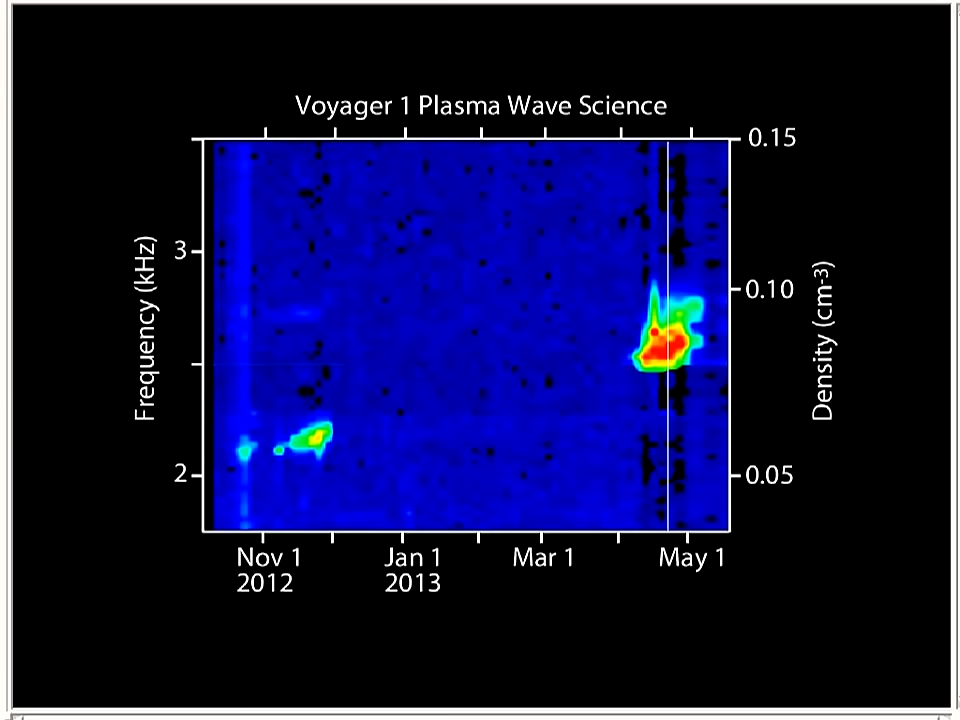 Voyager 1 Plasma Wave Science
0.15
3
0.10
Frequency (kHz)
Density (cm-3)
2
0.05
Nov 1
2012
Jan 1
2013
Mar 1
May 1